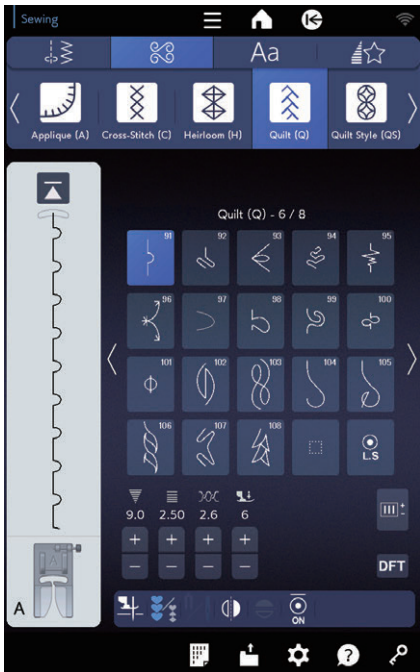 Sewing
Aa
Applique (A) Cross-Stitch (C) Heirloom (H) Quilt (Q) Quilt Style (QS)
Quilt (Q) - 6 / 8
91 92 93 94 95
96 97 98 99 100
101 102 103 104 105
106 107 108
L.S
9.0 2.50 2.6 6
+ + + +
- - - -
DFT
A
ON
?